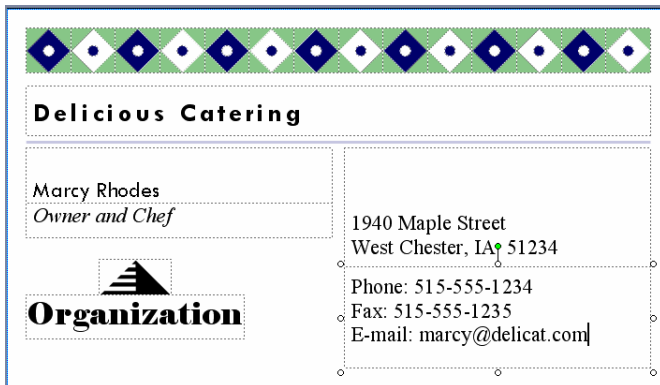 Delicious Catering
Marcy Rhodes
Owner and Chef
1940 Maple Street
West Chester, IA 51234
Phone: 515-555-1234
Fax: 515-555-1235
E-mail: marcy@delicat.com
Organization